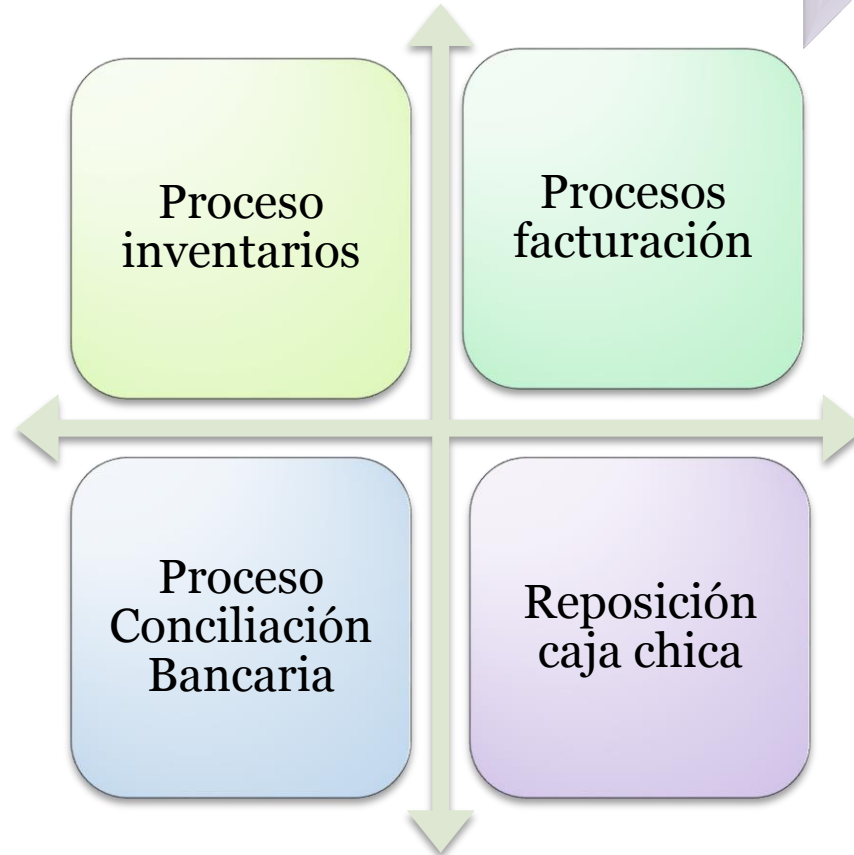 Proceso
inventarios
Procesos
facturación
Proceso
Conciliación
Bancaria
Reposición
caja chica